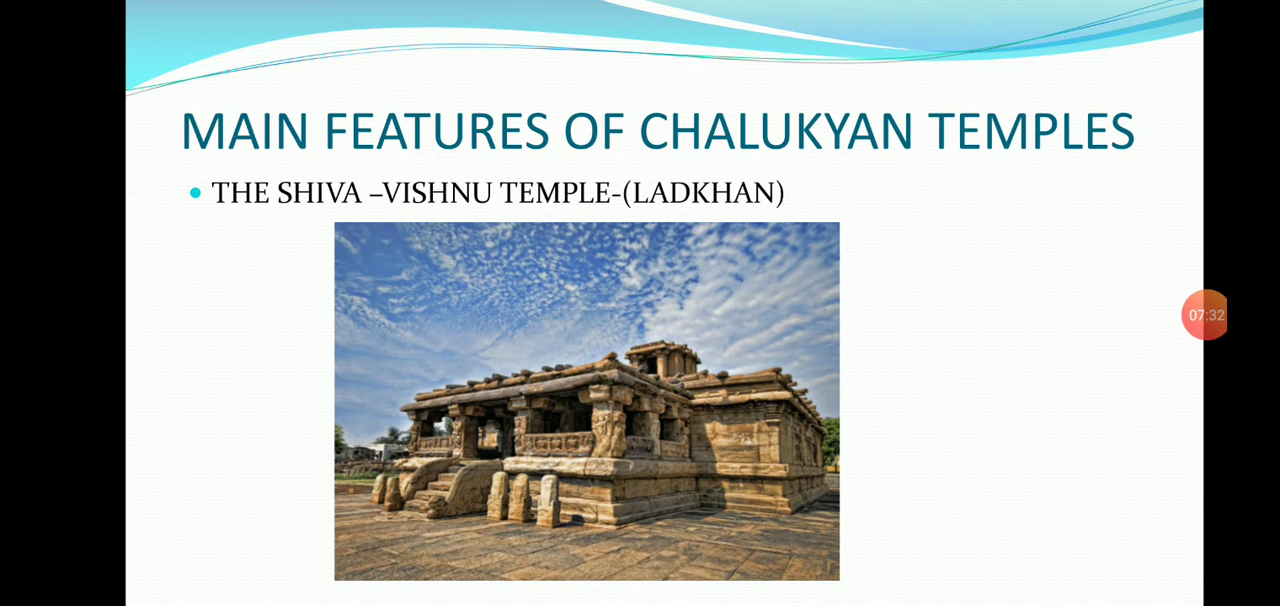 MAIN FEATURES OF CHALUKYAN TEMPLES
THE SHIVA –VISHNU TEMPLE-(LADKHAN)
07:32